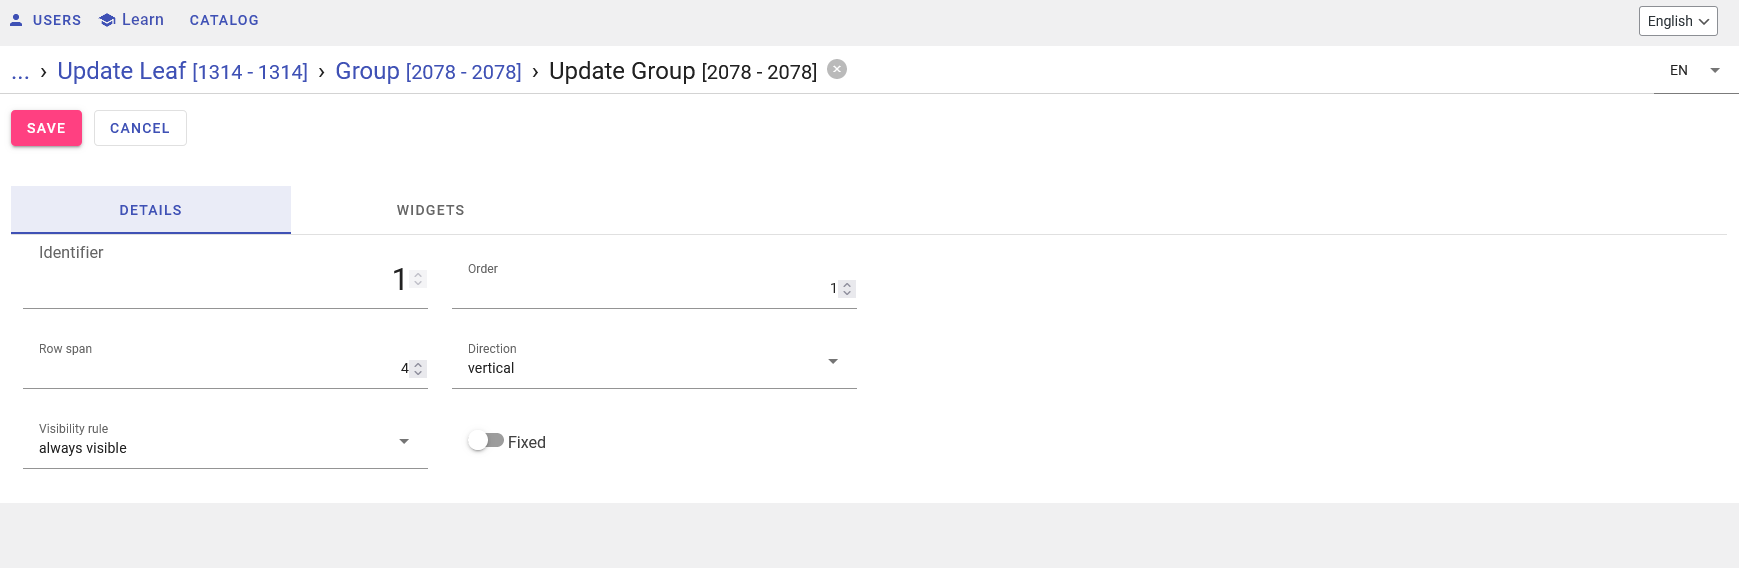 USERS Learn CATALOG English
... › Update Leaf [1314 - 1314] › Group [2078 - 2078] › Update Group [2078 - 2078] EN
SAVE CANCEL
DETAILS WIDGETS
Identifier
1
Order
1
Row span
4
Direction
vertical
Visibility rule
always visible
Fixed